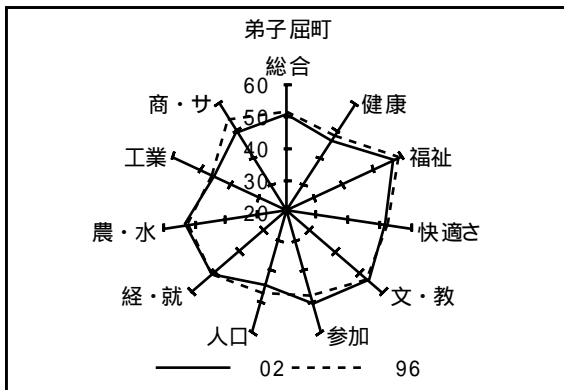 弟子屈町
総合
60
商・サ
50
健康
40
工業
福祉
30
20
農・水
快適さ
経・就
文・教
人口
参加
02
96